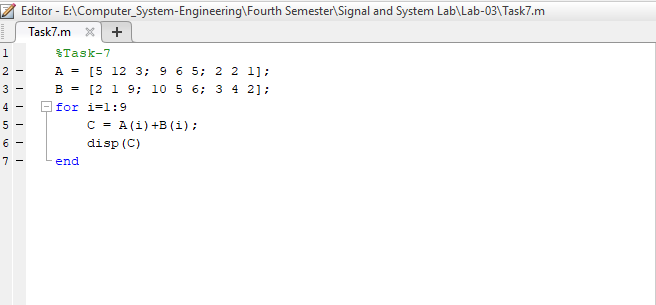 Editor - E:\Computer_System-Engineering\Fourth Semester\Signal and System Lab\Lab-03\Task7.m
Task7.m × +
1 %Task-7
2 – A = [5 12 3; 9 6 5; 2 2 1];
3 – B = [2 1 9; 10 5 6; 3 4 2];
4 – for i=1:9
5 – C = A(i)+B(i);
6 – disp(C)
7 – end